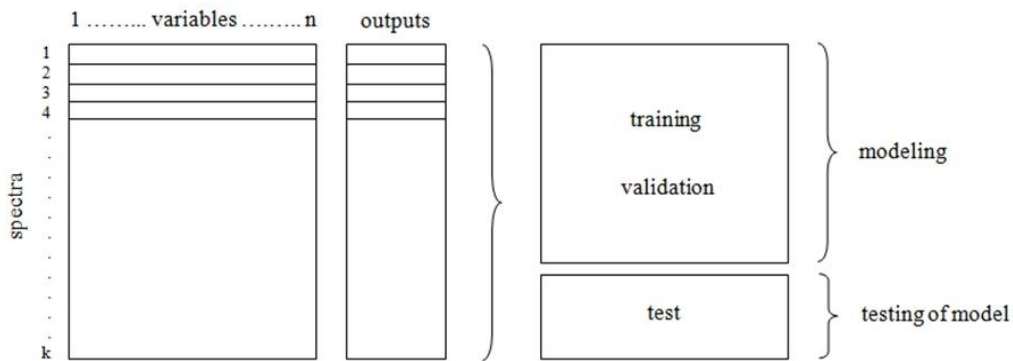 1 ......... variables ......... n
outputs
spectra
1
2
3
4
.
.
.
.
.
.
.
.
.
.
.
k
training
validation
modeling
test
testing of model